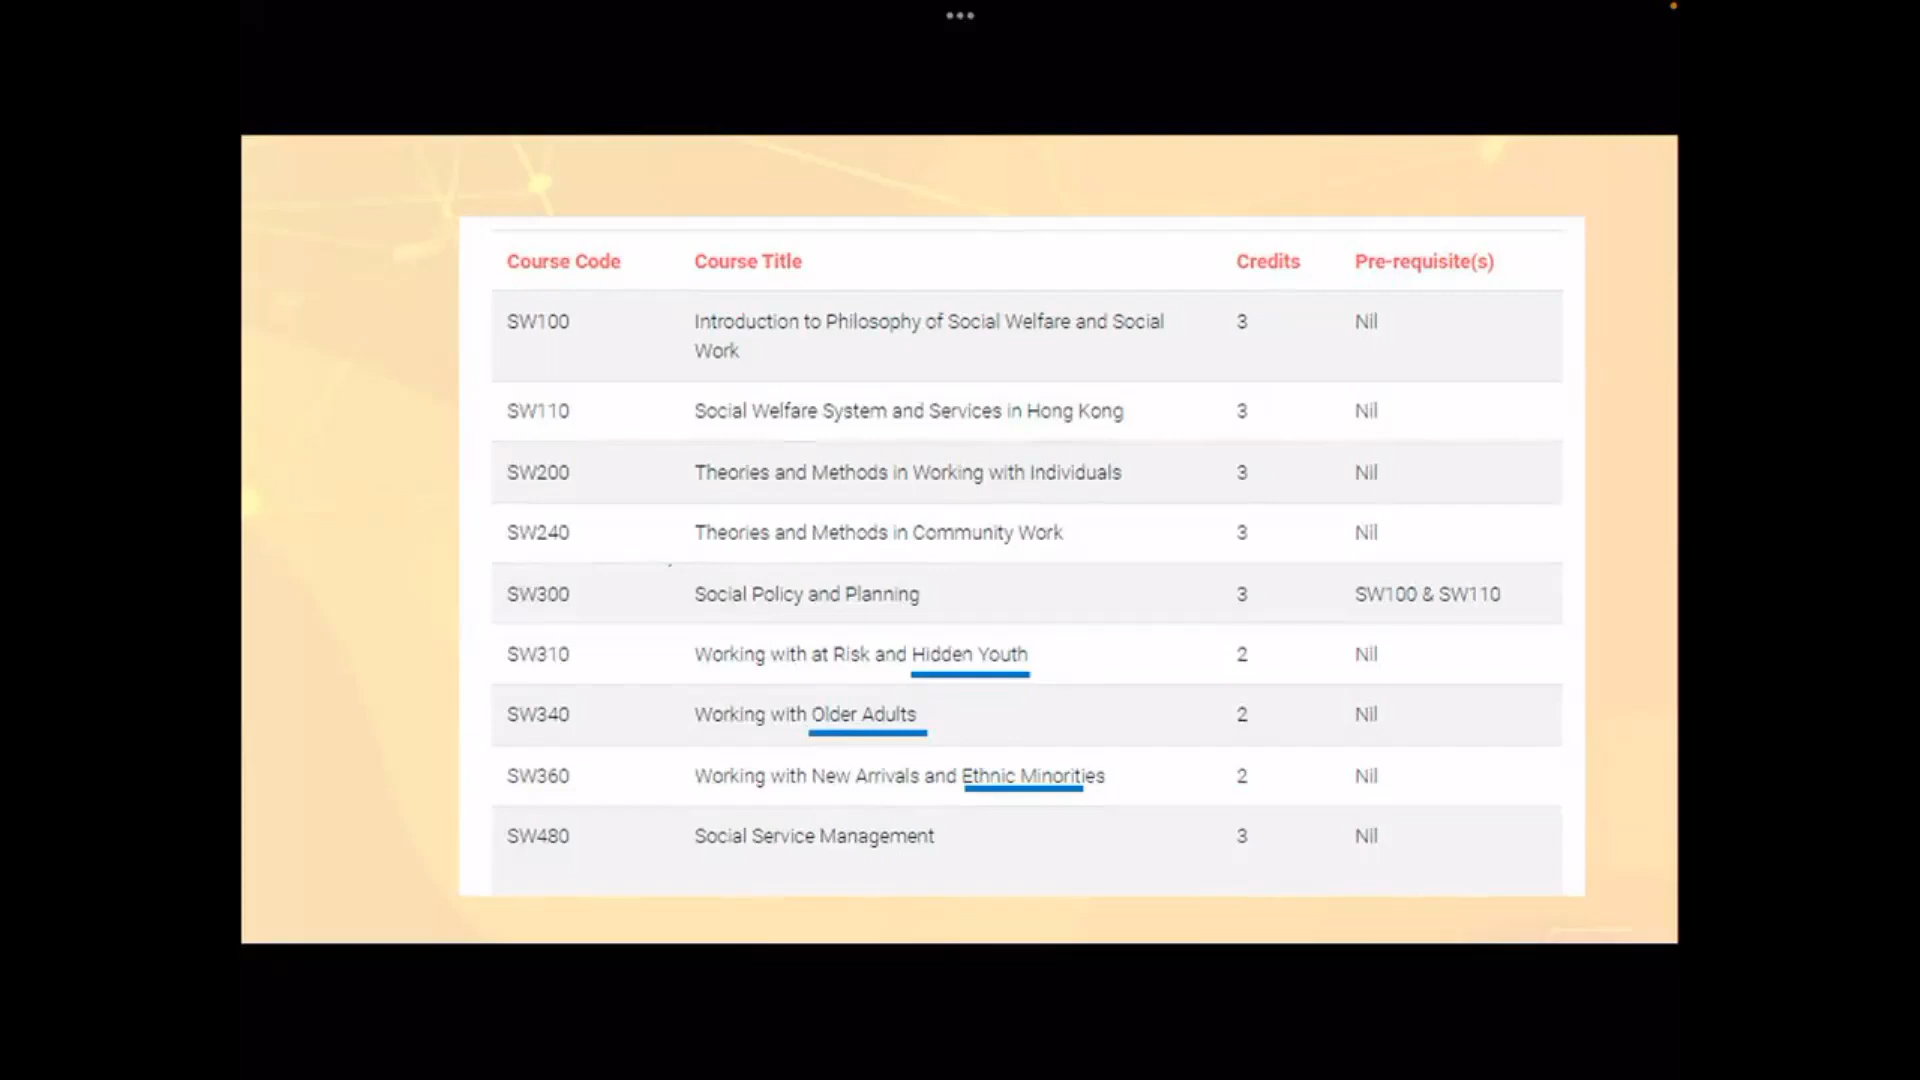 Course Code Course Title Credits Pre-requisite(s)
SW100 Introduction to Philosophy of Social Welfare and Social 3 Nil
Work
SW110 Social Welfare System and Services in Hong Kong 3 Nil
SW200 Theories and Methods in Working with Individuals 3 Nil
SW240 Theories and Methods in Community Work 3 Nil
SW300 Social Policy and Planning 3 SW100 & SW110
SW310 Working with at Risk and Hidden Youth 2 Nil
SW340 Working with Older Adults 2 Nil
SW360 Working with New Arrivals and Ethnic Minorities 2 Nil
SW480 Social Service Management 3 Nil